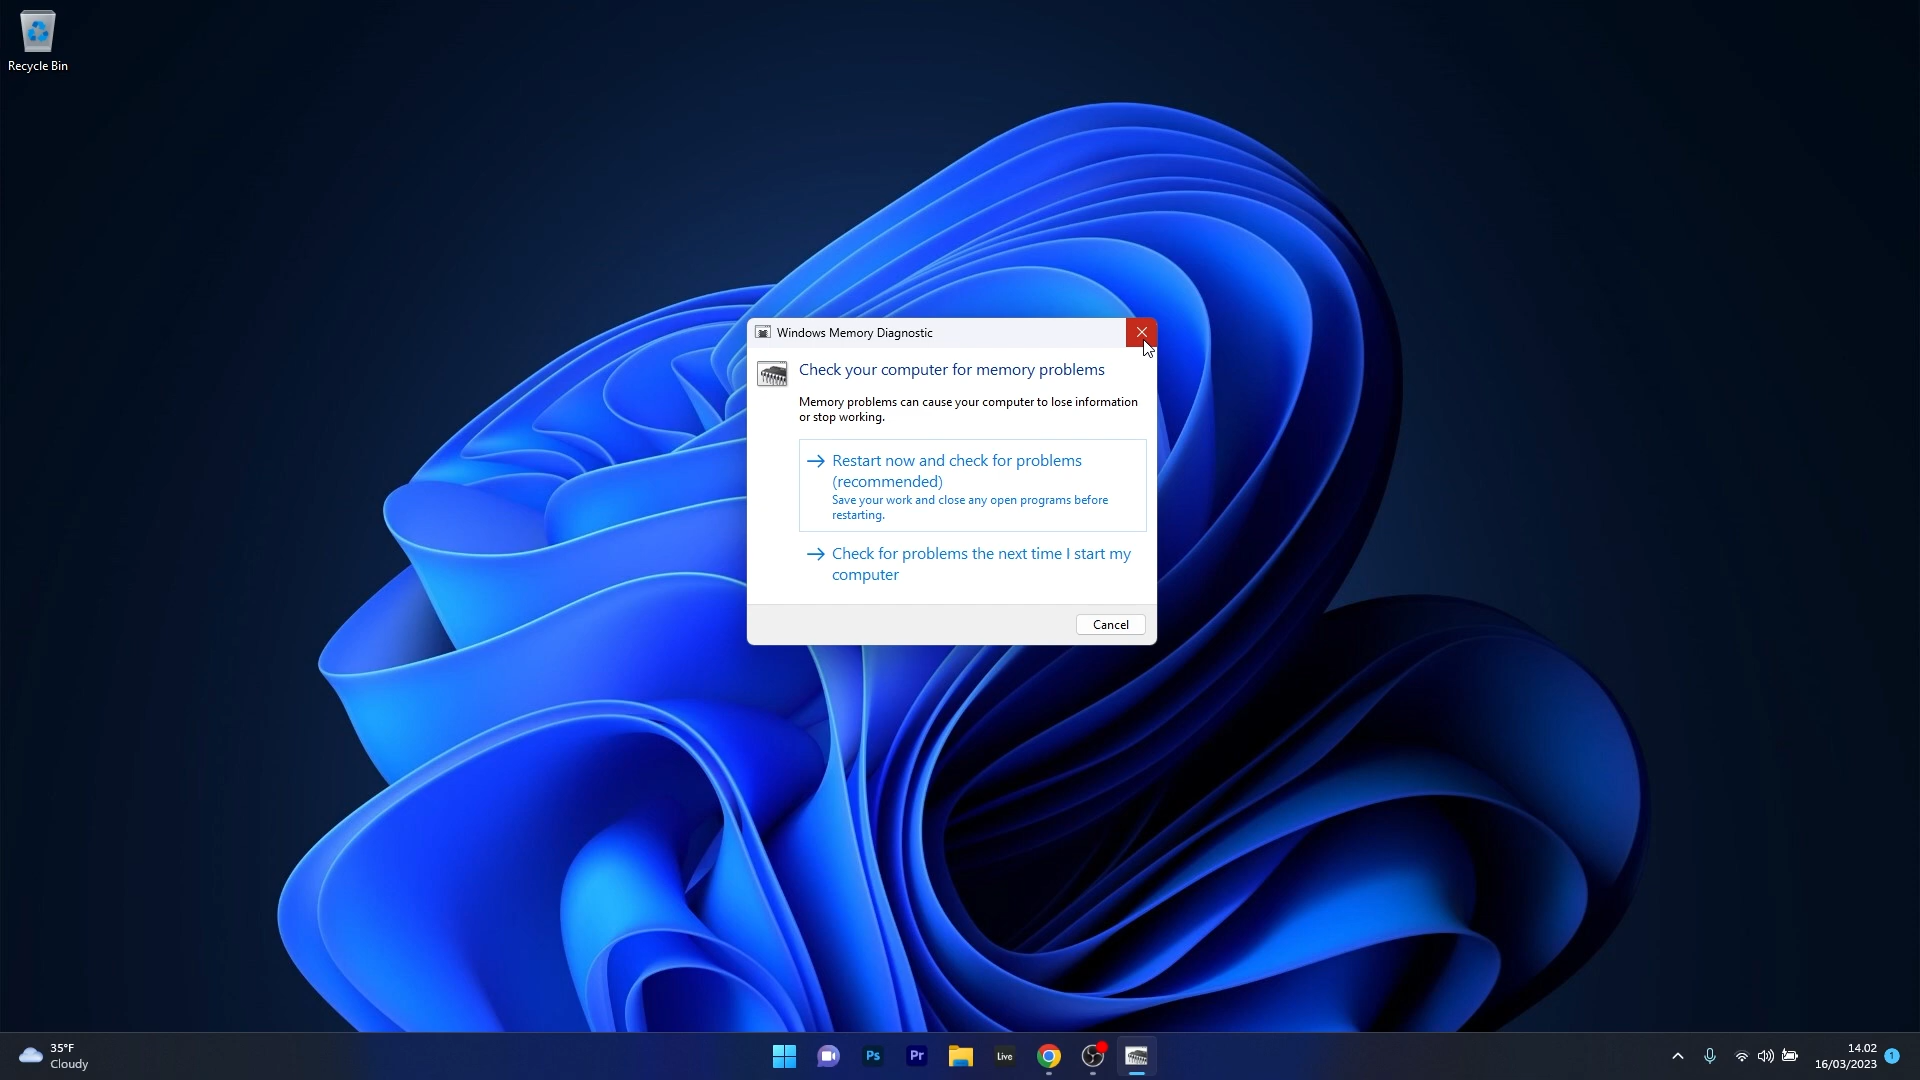 Recycle Bin
Windows Memory Diagnostic
Check your computer for memory problems
Memory problems can cause your computer to lose information
or stop working.
Restart now and check for problems
(recommended)
Save your work and close any open programs before
restarting.
Check for problems the next time I start my
computer
Cancel
35°F
Cloudy
Ps
Pr
Live
14.02
16/03/2023
1